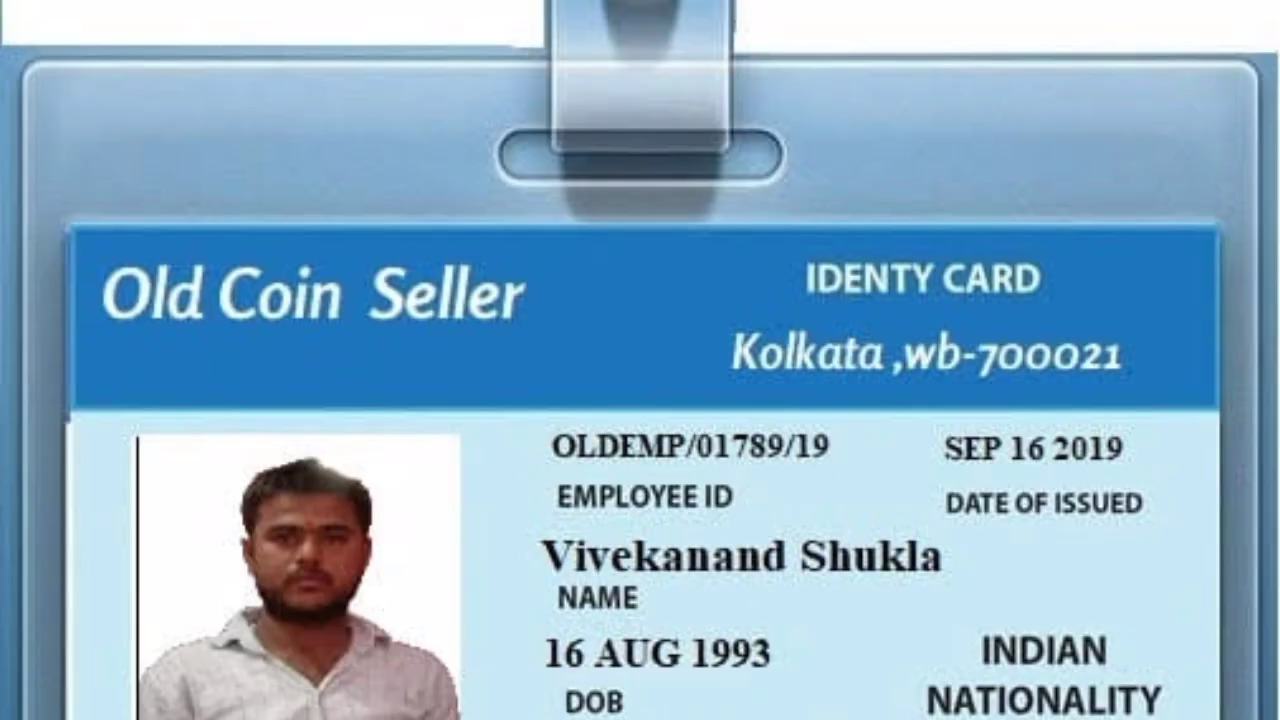 Old Coin Seller
IDENTY CARD
Kolkata ,wb-700021
OLDEMP/01789/19
SEP 16 2019
EMPLOYEE ID
DATE OF ISSUED
Vivekanand Shukla
NAME
16 AUG 1993
INDIAN
DOB
NATIONALITY